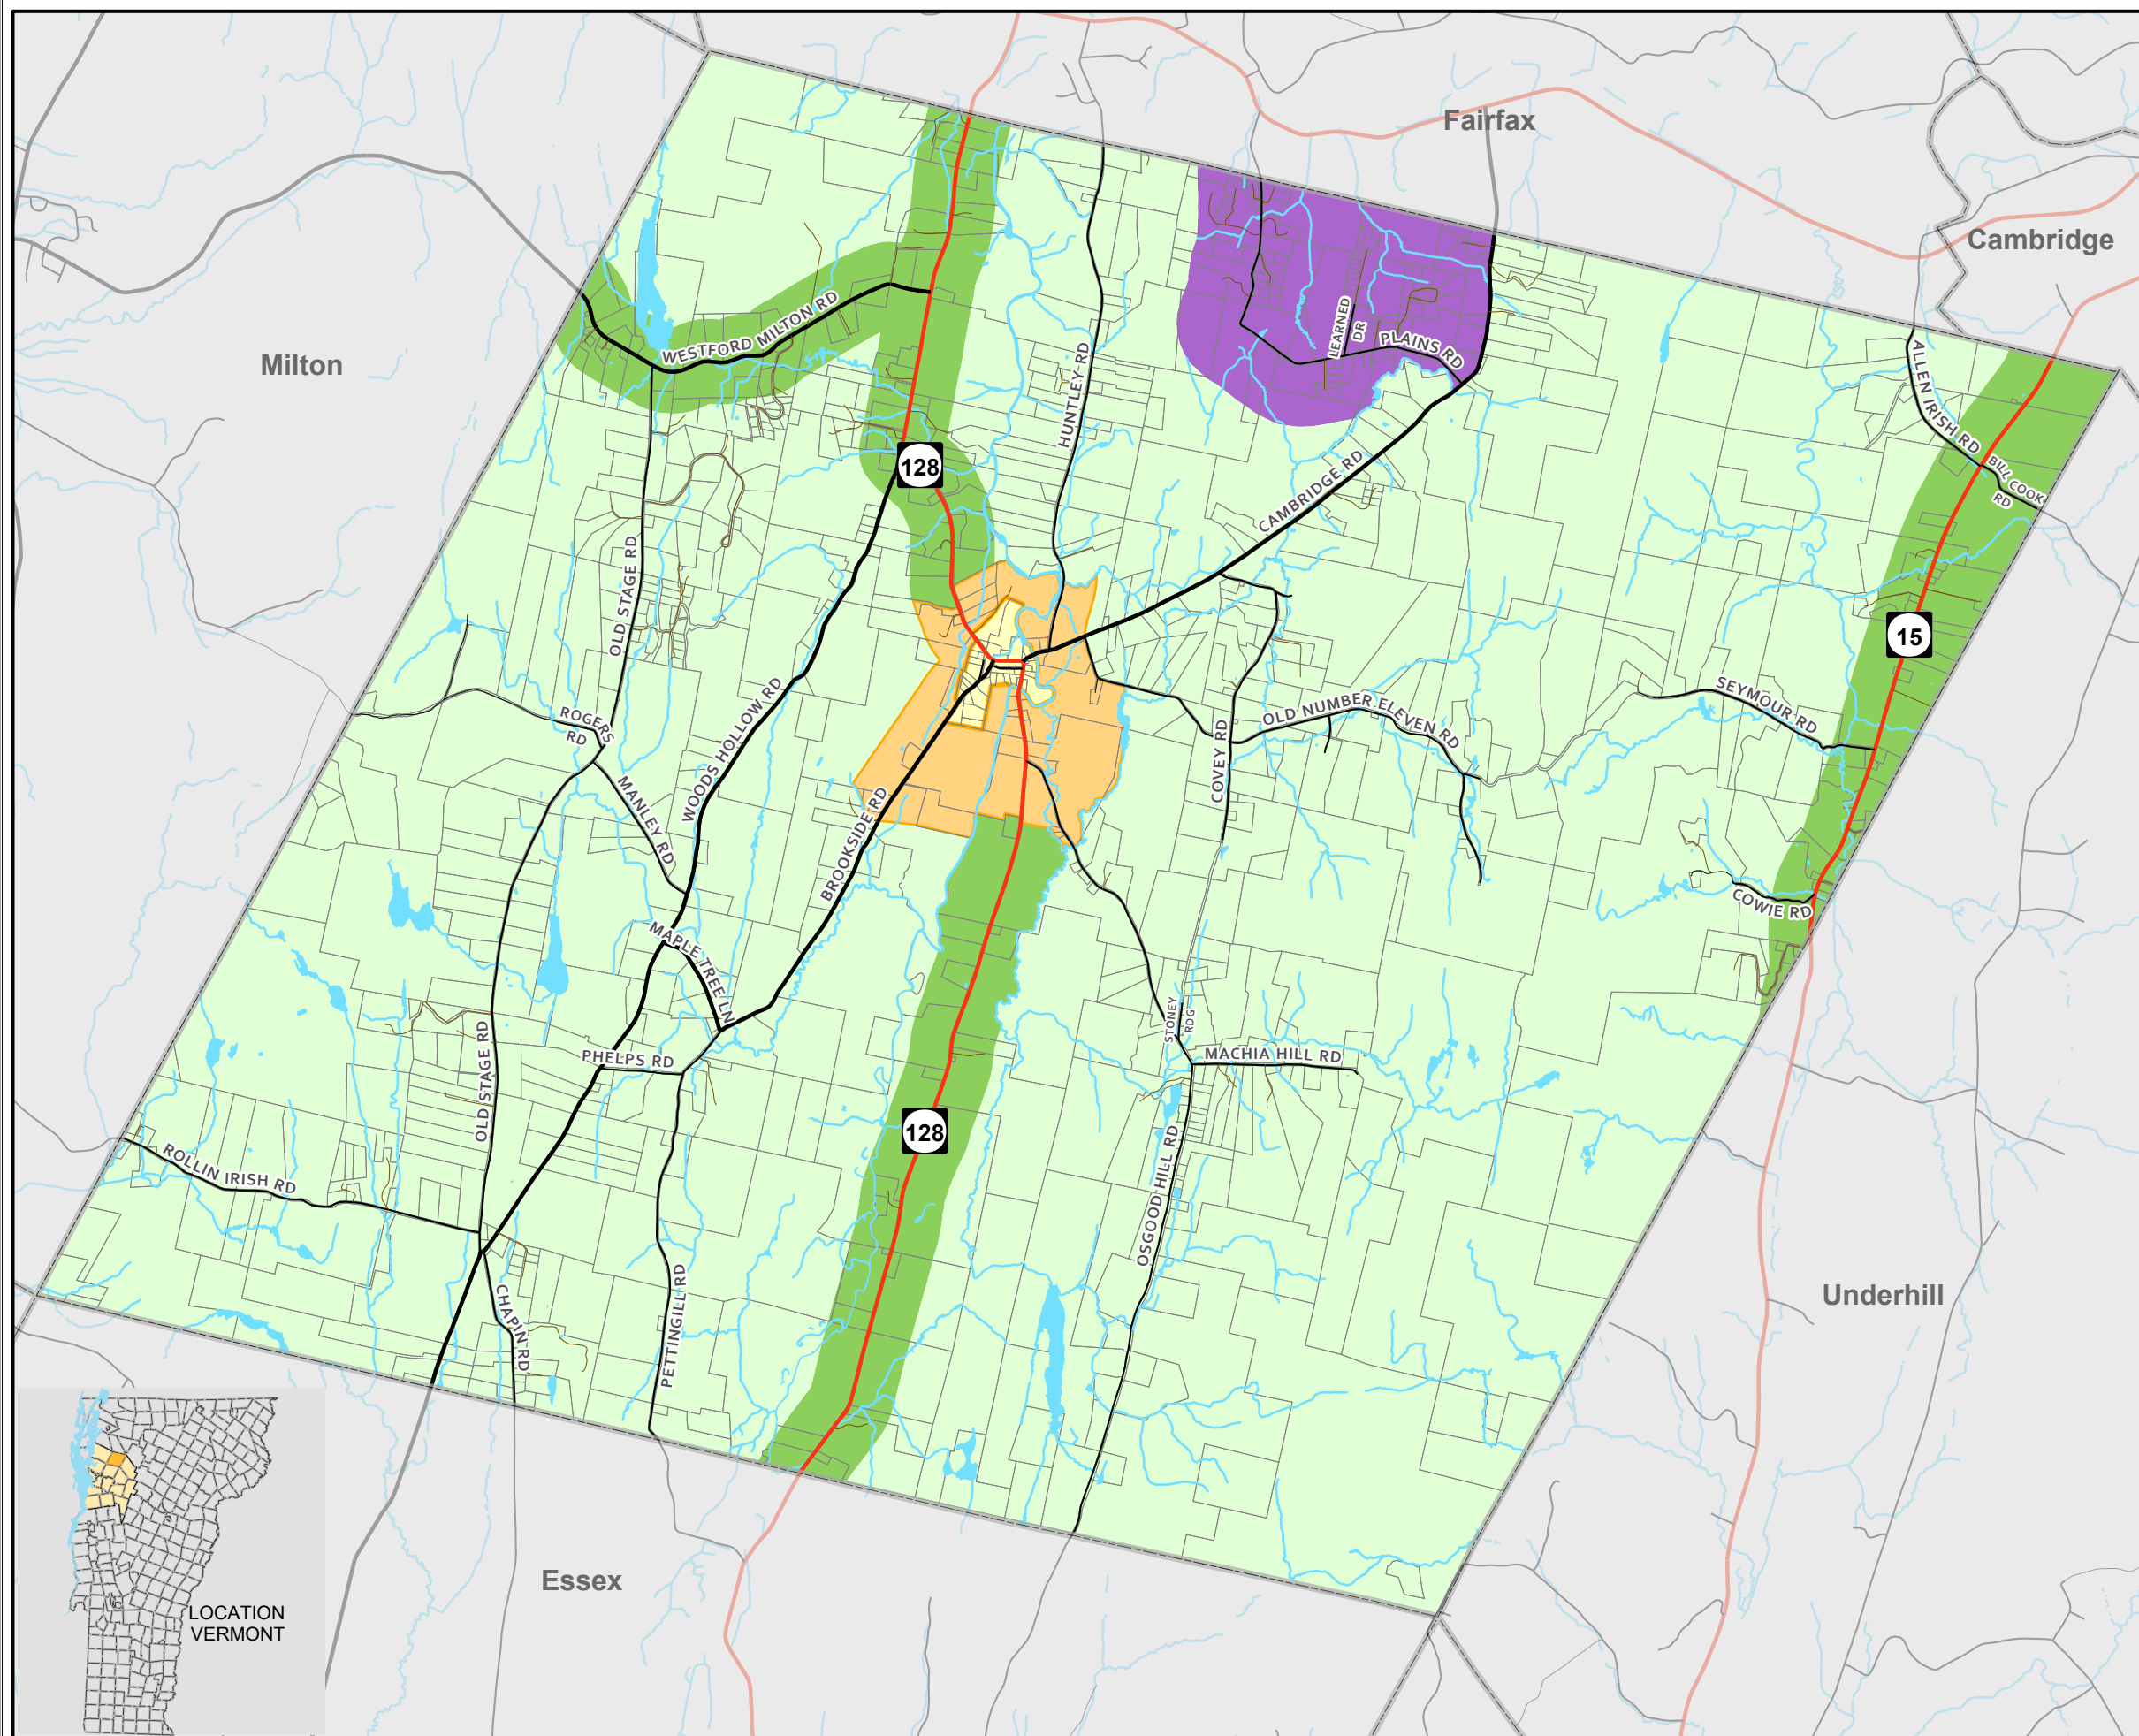 Fairfax
Cambridge
Milton
WESTFORD MILTON RD
LEARNED
DR
PLAINS RD
HUNTLEY RD
ALLEN IRISH RD
BILL COOK
RD
128
CAMBRIDGE RD
OLD STAGE RD
15
ROGERS
RD
WOODS HOLLOW RD
SEYMOUR RD
OLD NUMBER ELEVEN RD
COVEY RD
MANLEY RD
BROOKSIDE RD
COWIE RD
MAPLE TREE LN
STONEY
RDG
OLD STAGE RD
PHELPS RD
MACHIA HILL RD
128
ROLLIN IRISH RD
OSGOOD HILL RD
CHAPIN RD
PETTINGILL RD
Underhill
Essex
LOCATION
VERMONT